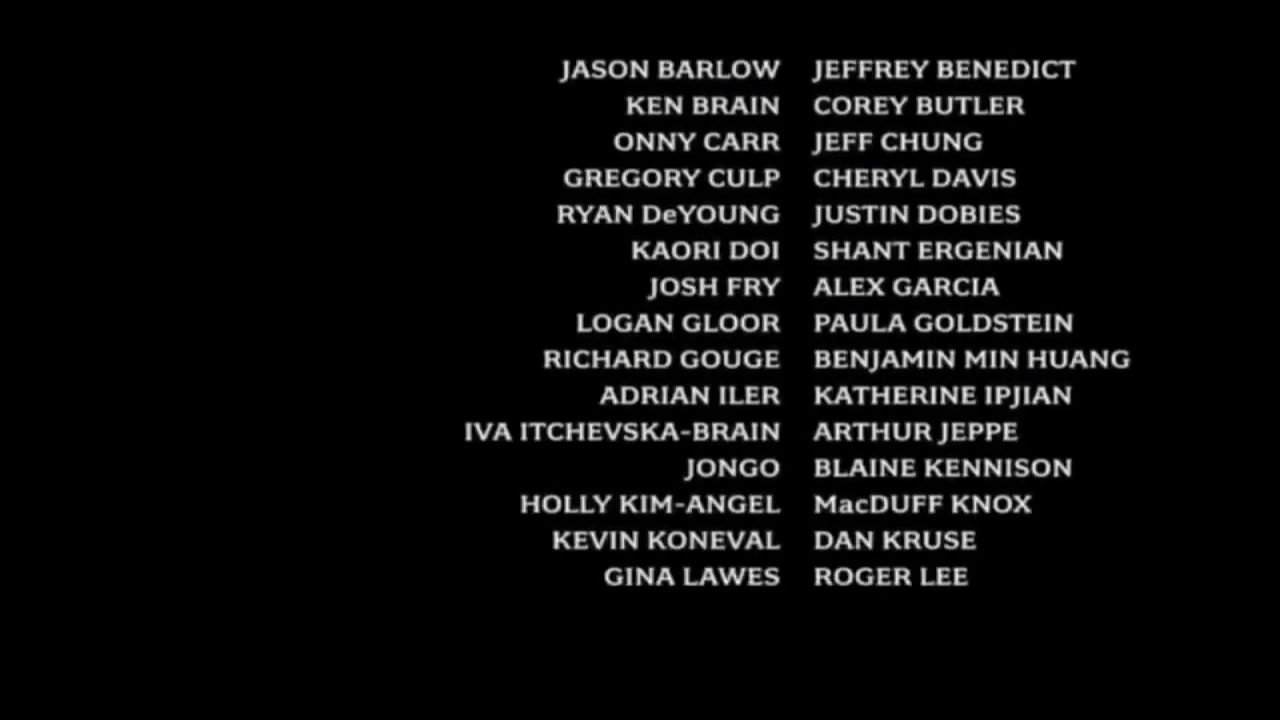 JASON BARLOW JEFFREY BENEDICT
KEN BRAIN COREY BUTLER
ONNY CARR JEFF CHUNG
GREGORY CULP CHERYL DAVIS
RYAN DeYOUNG JUSTIN DOBIES
KAORI DOI SHANT ERGENIAN
JOSH FRY ALEX GARCIA
LOGAN GLOOR PAULA GOLDSTEIN
RICHARD GOUGE BENJAMIN MIN HUANG
ADRIAN ILER KATHERINE IPJIAN
IVA ITCHEVSKA-BRAIN ARTHUR JEPPE
JONGO BLAINE KENNISON
HOLLY KIM-ANGEL MacDUFF KNOX
KEVIN KONEVAL DAN KRUSE
GINA LAWES ROGER LEE